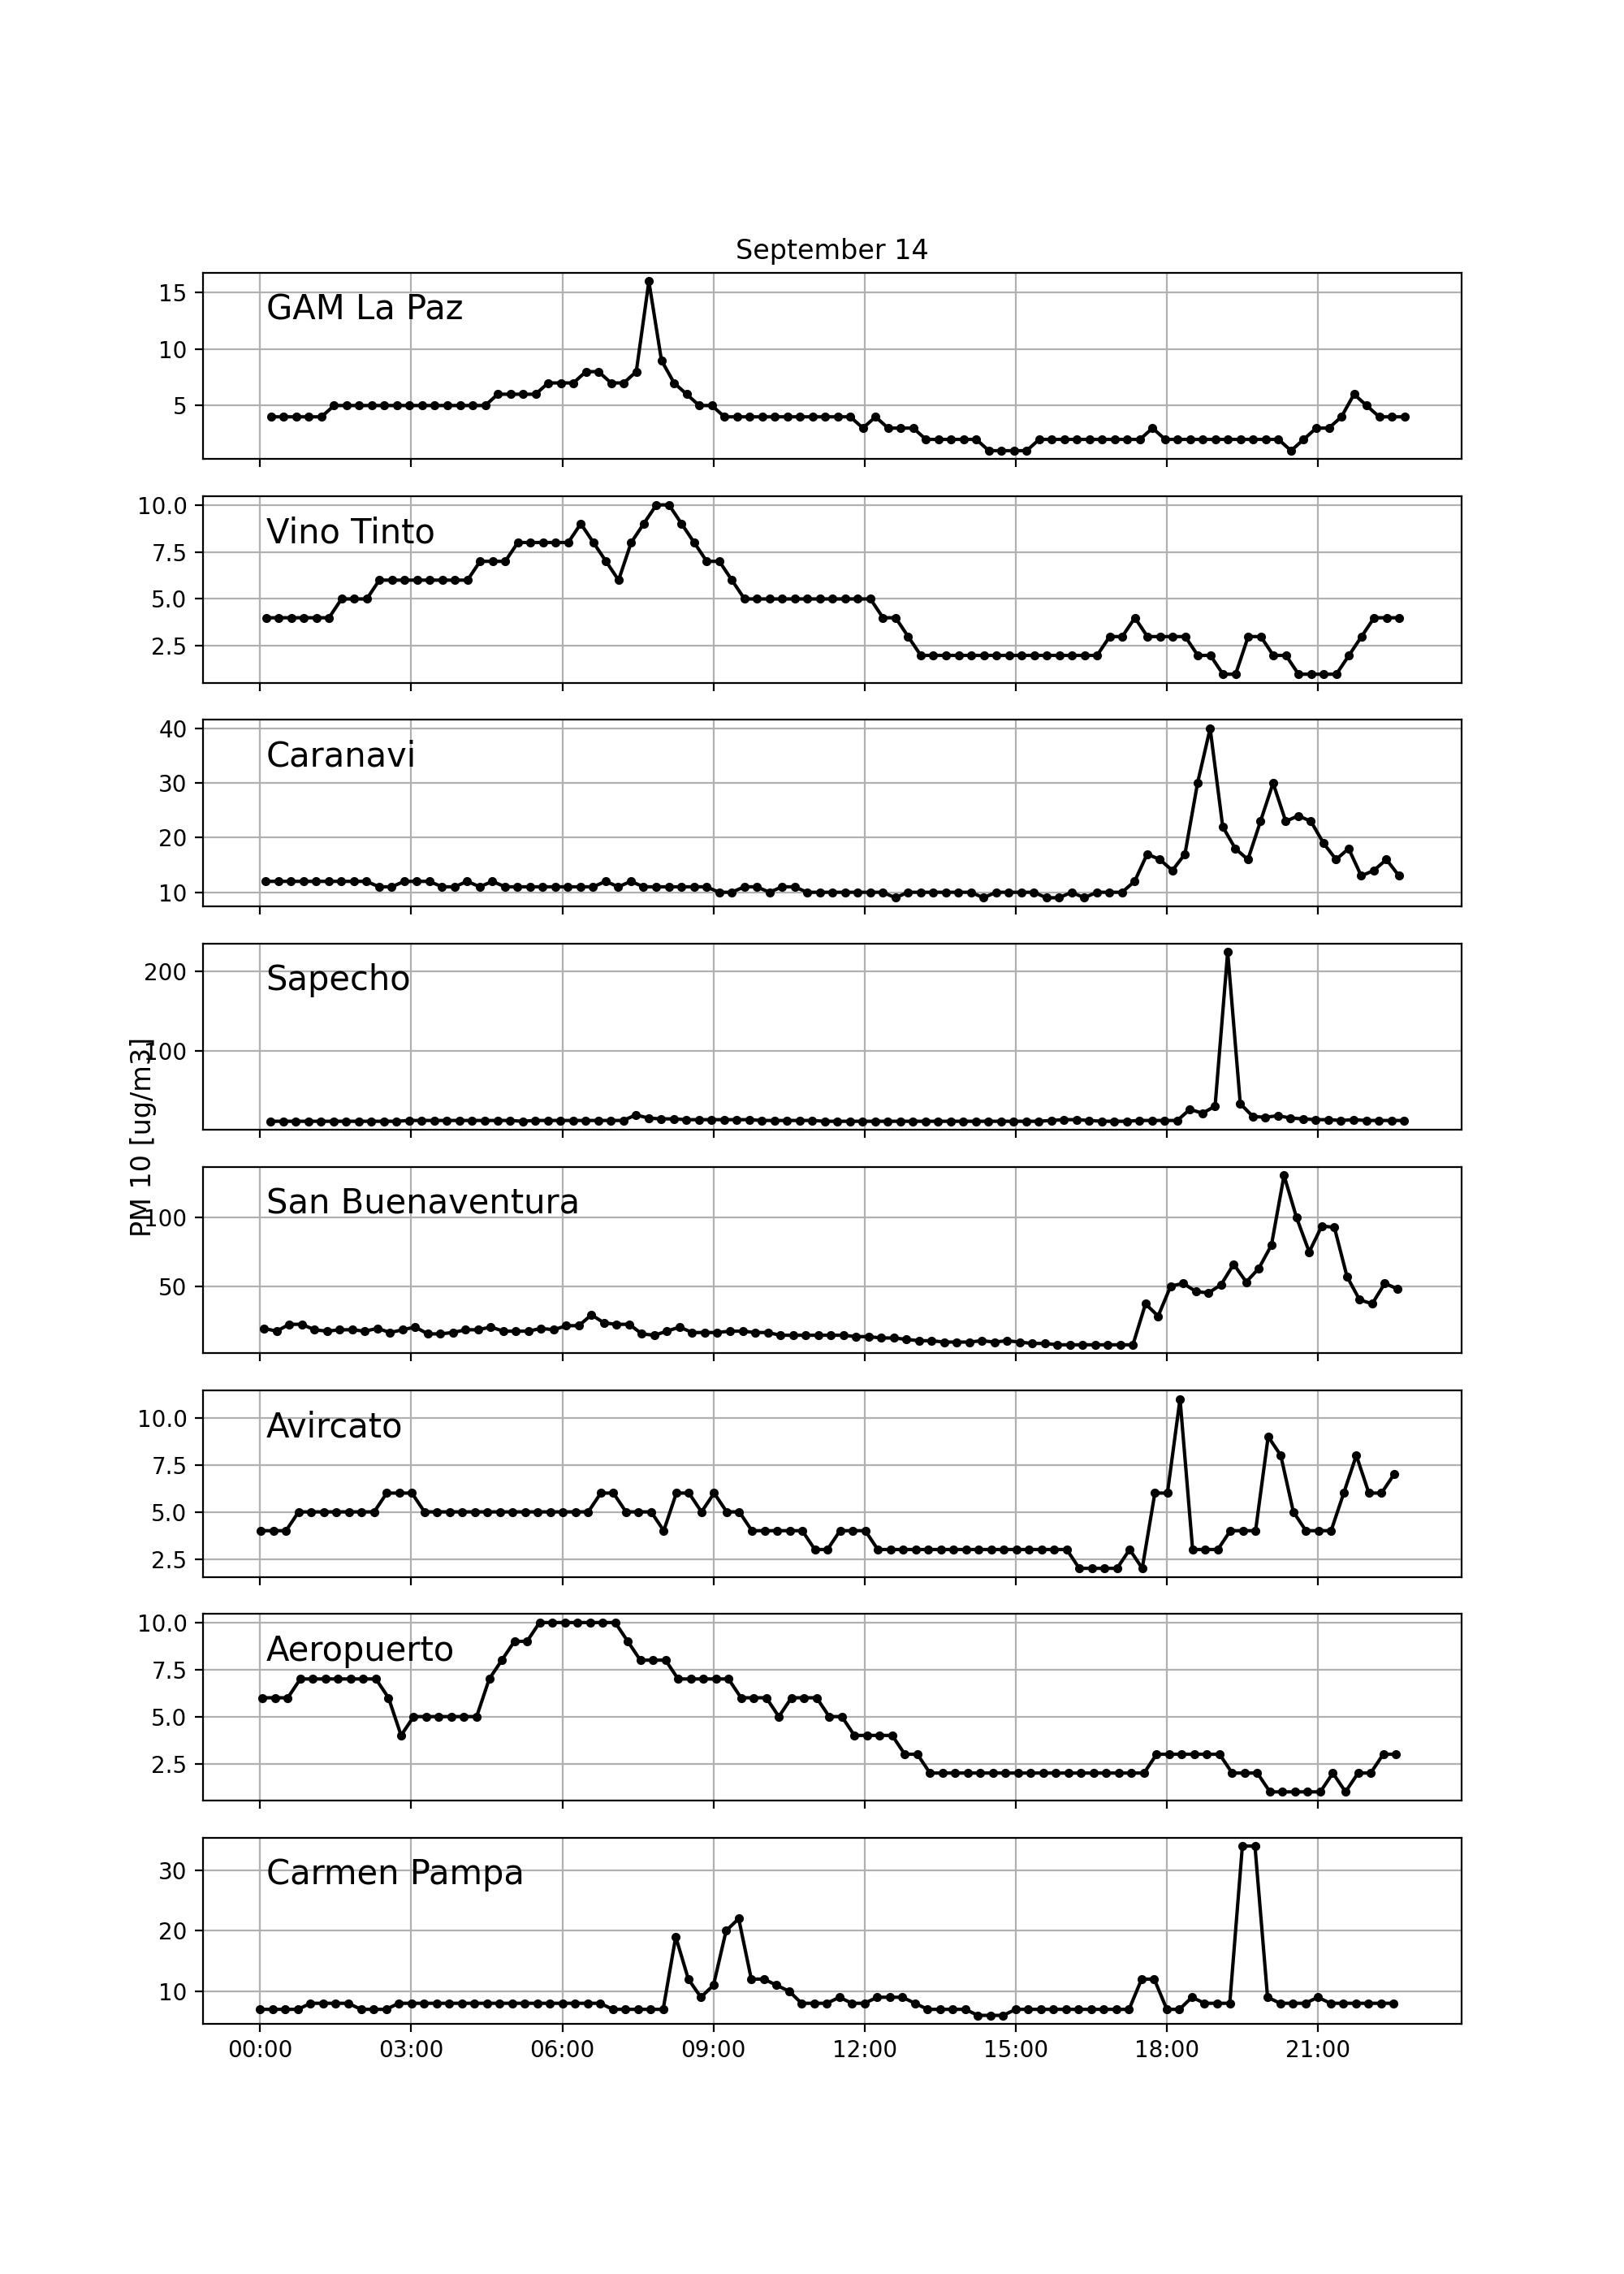 September 14
15
GAM La Paz
10
5
10.0
Vino Tinto
7.5
5.0
2.5
40
Caranavi
30
20
10
200
Sapecho
100
PM 10 [ug/m3]
San Buenaventura
100
50
10.0
Avircato
7.5
5.0
2.5
10.0
Aeropuerto
7.5
5.0
2.5
30
Carmen Pampa
20
10
00:00 03:00 06:00 09:00 12:00 15:00 18:00 21:00